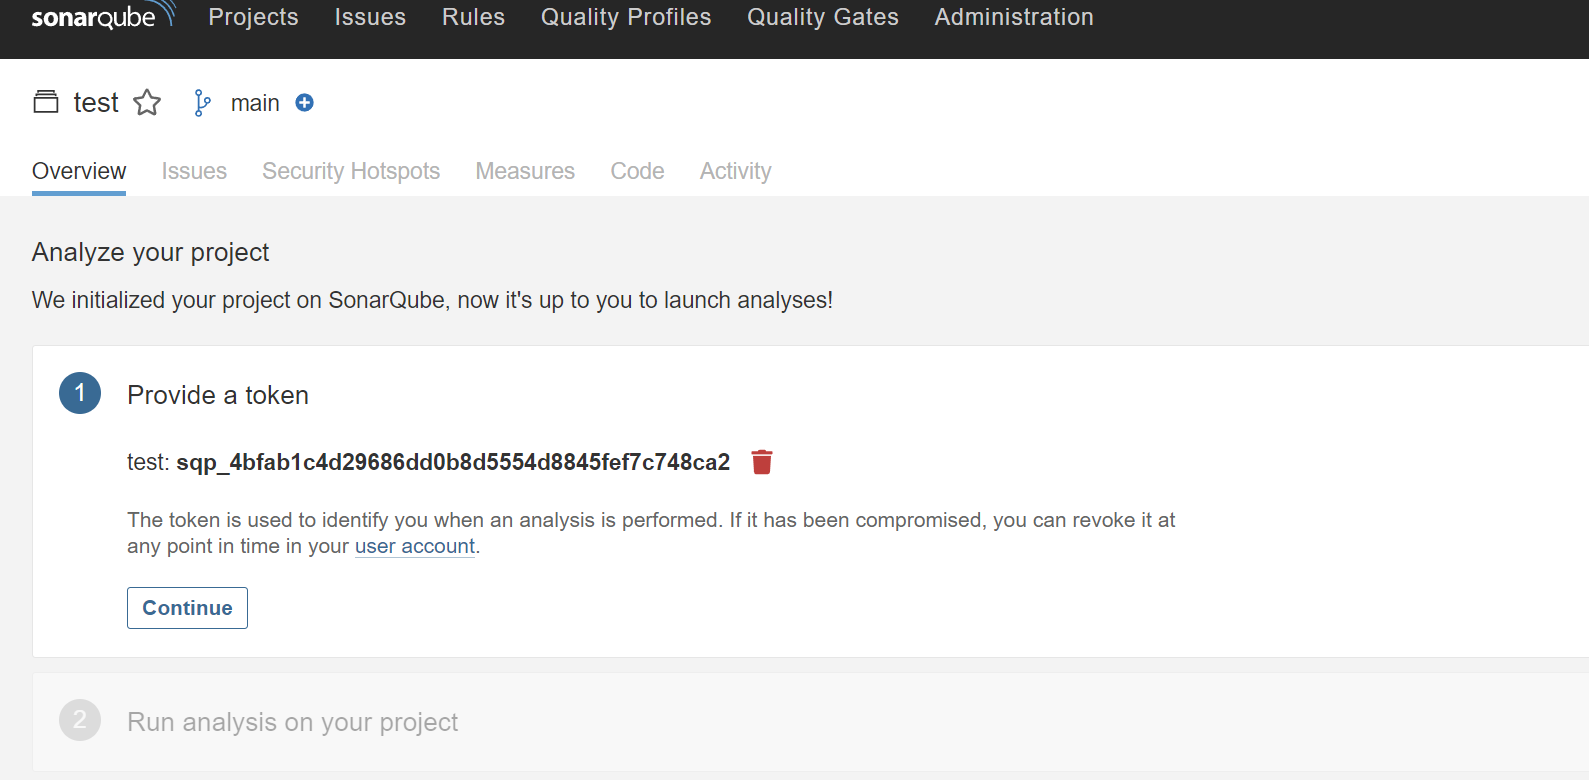 sonarqube Projects Issues Rules Quality Profiles Quality Gates Administration
test main
Overview Issues Security Hotspots Measures Code Activity
Analyze your project
We initialized your project on SonarQube, now it's up to you to launch analyses!
1 Provide a token
test: sqp_4bfab1c4d29686dd0b8d5554d8845fef7c748ca2
The token is used to identify you when an analysis is performed. If it has been compromised, you can revoke it at
any point in time in your user account.
Continue
2 Run analysis on your project